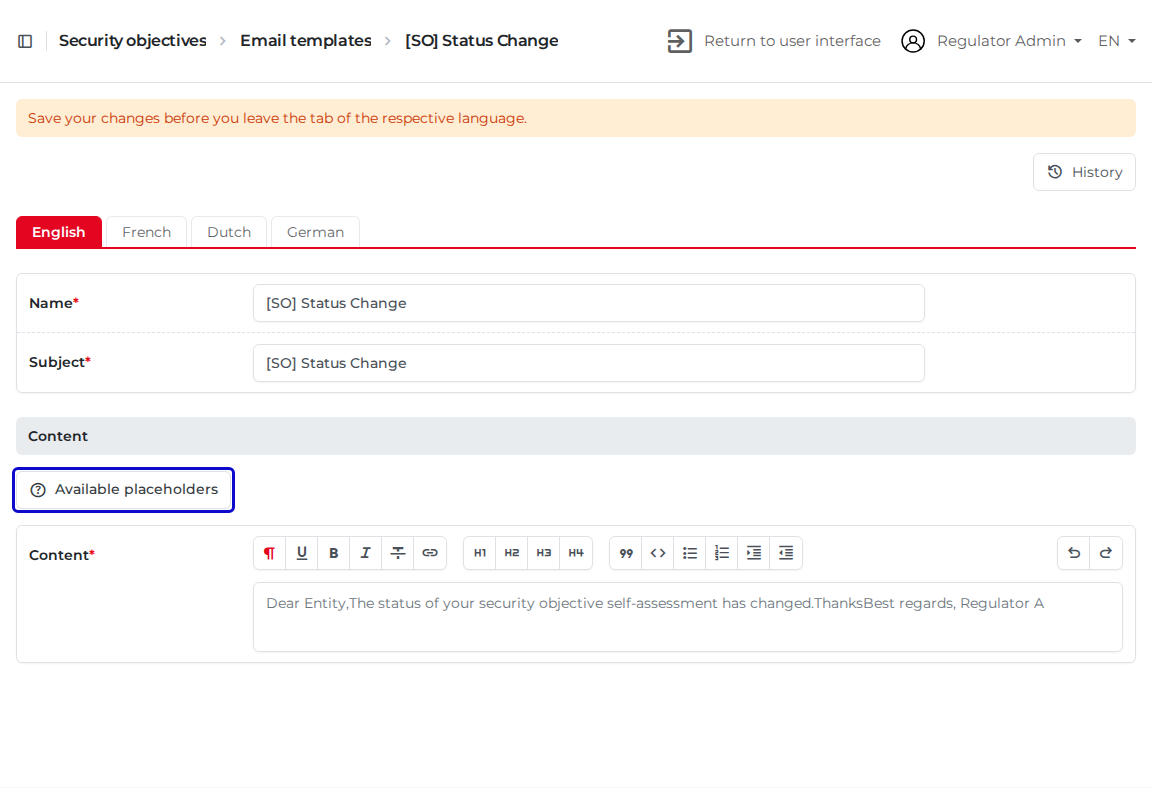 Security objectives > Email templates > [SO] Status Change
Return to user interface
Regulator Admin
EN
Save your changes before you leave the tab of the respective language.
History
English French Dutch German
Name* [SO] Status Change
Subject* [SO] Status Change
Content
Available placeholders
Content* ¶ U B I T H1 H2 H3 H4 99 <>
Dear Entity,The status of your security objective self-assessment has changed.ThanksBest regards, Regulator A